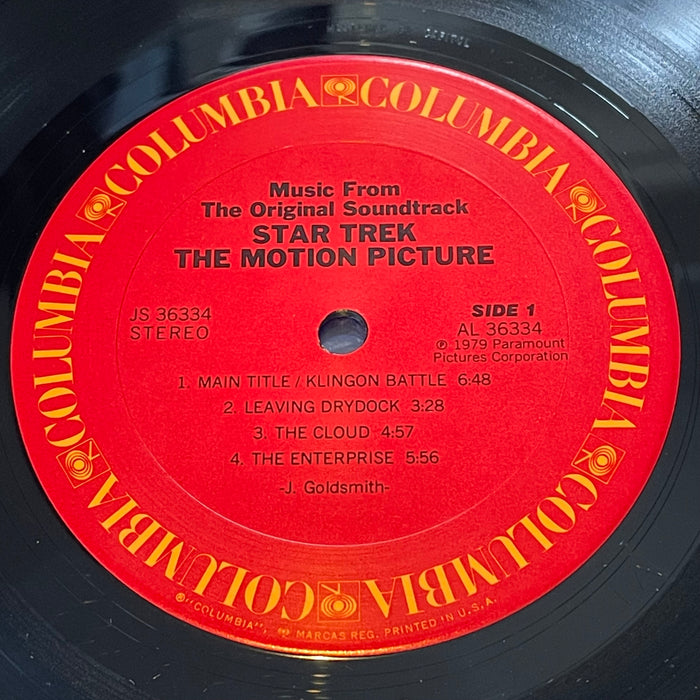 Music From
The Original Soundtrack
STAR TREK
THE MOTION PICTURE
JS 36334
STEREO
SIDE 1
AL 36334
℗ 1979 Paramount
Pictures Corporation
1. MAIN TITLE / KLINGON BATTLE 6:48
2. LEAVING DRYDOCK 3:28
3. THE CLOUD 4:57
4. THE ENTERPRISE 5:56
-J. Goldsmith-
COLUMBIA COLUMBIA COLUMBIA COLUMBIA COLUMBIA COLUMBIA
®"COLUMBIA", MARCAS REG. PRINTED IN U.S.A.